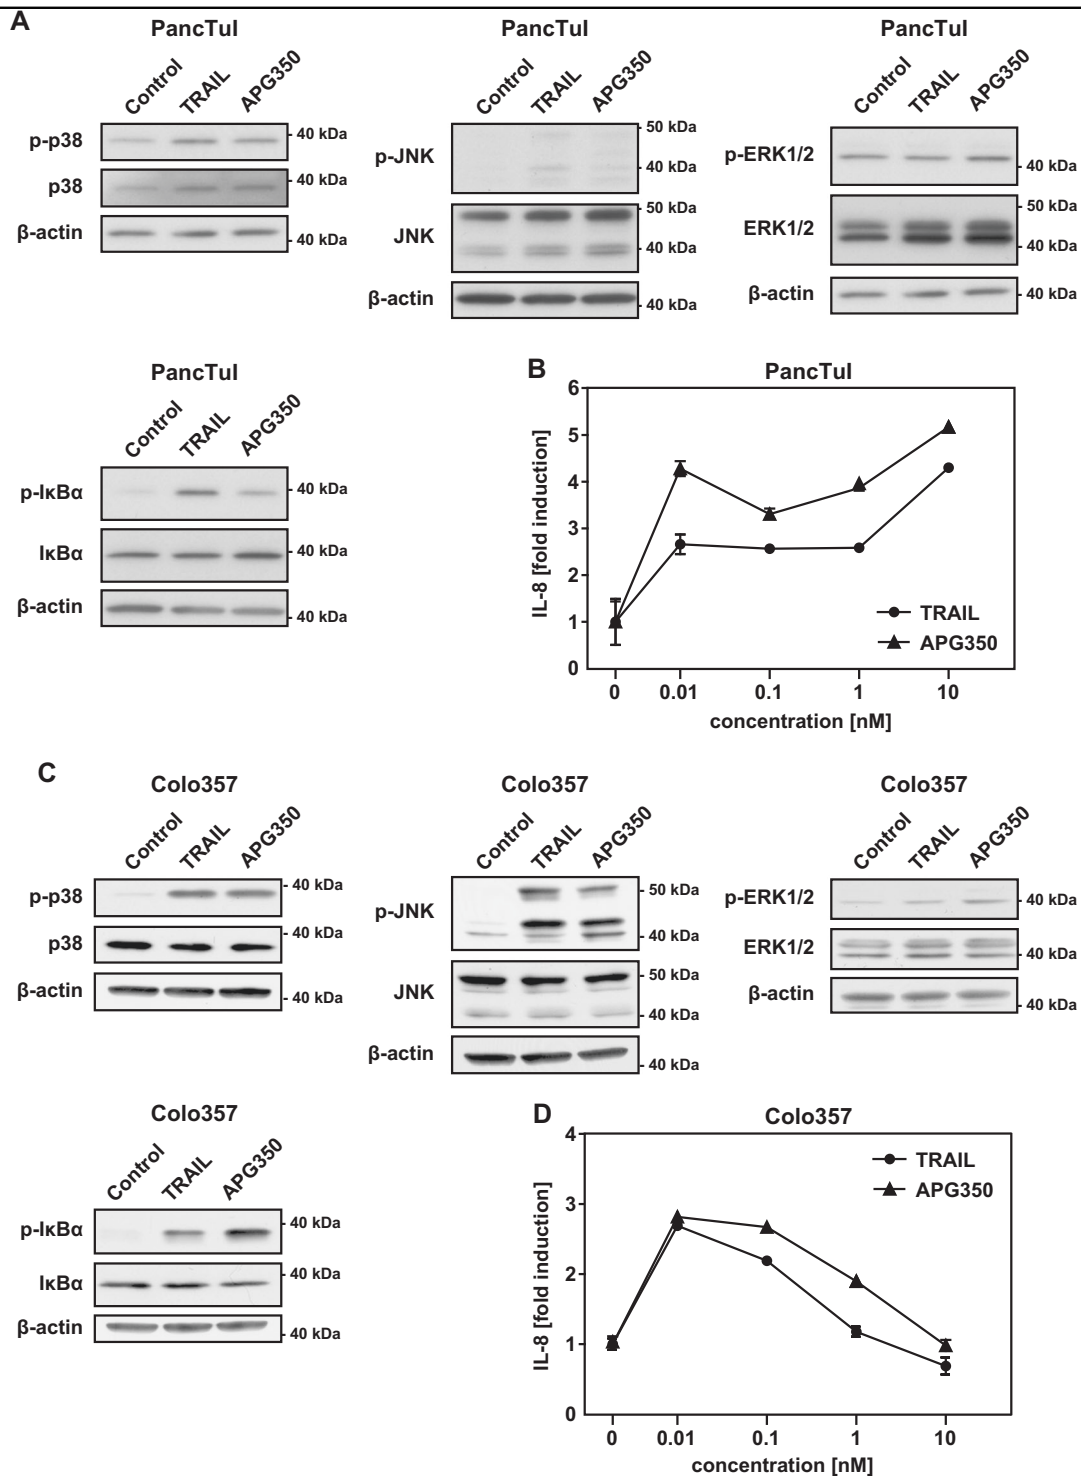 A
PancTuI PancTuI PancTuI
Control TRAIL APG350 Control TRAIL APG350 Control TRAIL APG350
p-p38 40 kDa
p38 40 kDa
β-actin 40 kDa
p-JNK 50 kDa
40 kDa
JNK 50 kDa
40 kDa
β-actin 40 kDa
p-ERK1/2 40 kDa
ERK1/2 50 kDa
40 kDa
β-actin 40 kDa
PancTuI
Control TRAIL APG350
p-IκBα 40 kDa
IκBα 40 kDa
β-actin 40 kDa
B
PancTuI
IL-8 [fold induction]
6
5
4
3
2
1
0
TRAIL
APG350
0 0.01 0.1 1 10
concentration [nM]
C
Colo357 Colo357 Colo357
Control TRAIL APG350 Control TRAIL APG350 Control TRAIL APG350
p-p38 40 kDa
p38 40 kDa
β-actin 40 kDa
p-JNK 50 kDa
40 kDa
JNK 50 kDa
40 kDa
β-actin 40 kDa
p-ERK1/2 40 kDa
ERK1/2 40 kDa
β-actin 40 kDa
Colo357
Control TRAIL APG350
p-IκBα 40 kDa
IκBα 40 kDa
β-actin 40 kDa
D
Colo357
IL-8 [fold induction]
4
3
2
1
0
TRAIL
APG350
0 0.01 0.1 1 10
concentration [nM]